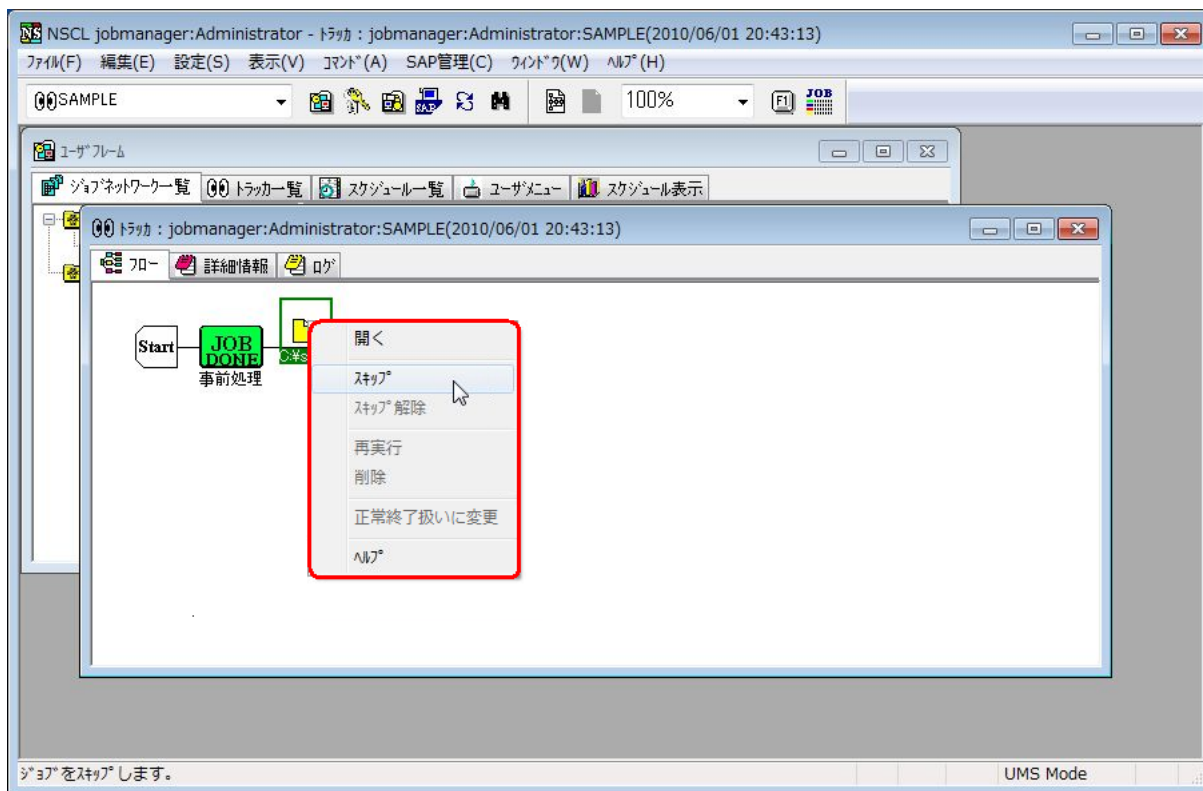 NSCL jobmanager:Administrator - ﾄﾗｯｶ : jobmanager:Administrator:SAMPLE(2010/06/01 20:43:13)
ﾌｧｲﾙ(F) 編集(E) 設定(S) 表示(V) ｺﾏﾝﾄﾞ(A) SAP管理(C) ｳｨﾝﾄﾞｳ(W) ﾍﾙﾌﾟ(H)
SAMPLE 100% F1 JOB
SAP
ﾕｰｻﾞﾌﾚｰﾑ
ｼﾞｮﾌﾞﾈｯﾄﾜｰｸ一覧 ﾄﾗｯｶ一覧 ｽｹｼﾞｭｰﾙ一覧 ﾕｰｻﾞﾒﾆｭｰ ｽｹｼﾞｭｰﾙ表示
ﾄﾗｯｶ : jobmanager:Administrator:SAMPLE(2010/06/01 20:43:13)
ﾌﾛｰ 詳細情報 ﾛｸﾞ
Start
JOB
DONE
事前処理
C:¥s
開く
ｽｷｯﾌﾟ
ｽｷｯﾌﾟ解除
再実行
削除
正常終了扱いに変更
ﾍﾙﾌﾟ
ｼﾞｮﾌﾞをｽｷｯﾌﾟします。 UMS Mode